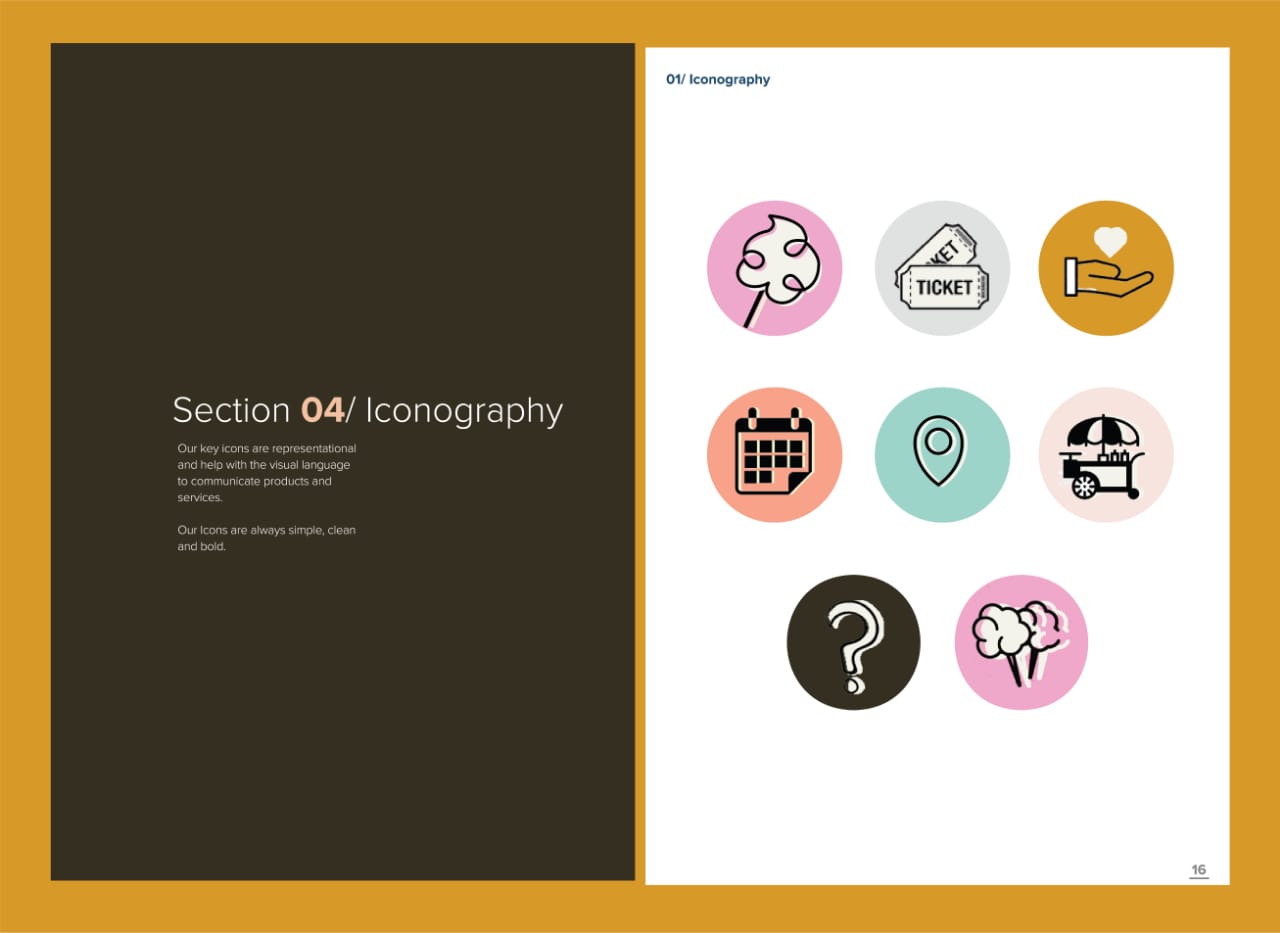 Section 04/ Iconography
Our key icons are representational
and help with the visual language
to communicate products and
services.
Our Icons are always simple, clean
and bold.
01/ Iconography
KET
TICKET
16